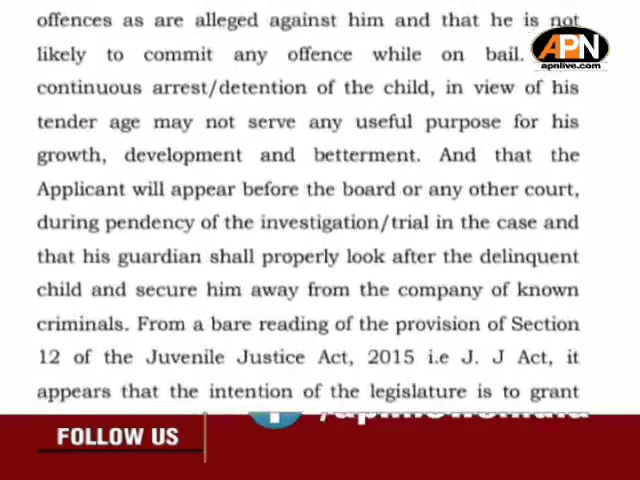 offences as are alleged against him and that he is not
likely to commit any offence while on bail.
continuous arrest/detention of the child, in view of his
tender age may not serve any useful purpose for his
growth, development and betterment. And that the
Applicant will appear before the board or any other court,
during pendency of the investigation/trial in the case and
that his guardian shall properly look after the delinquent
child and secure him away from the company of known
criminals. From a bare reading of the provision of Section
12 of the Juvenile Justice Act, 2015 i.e J. J Act, it
appears that the intention of the legislature is to grant
APN
apnlive.com
FOLLOW US